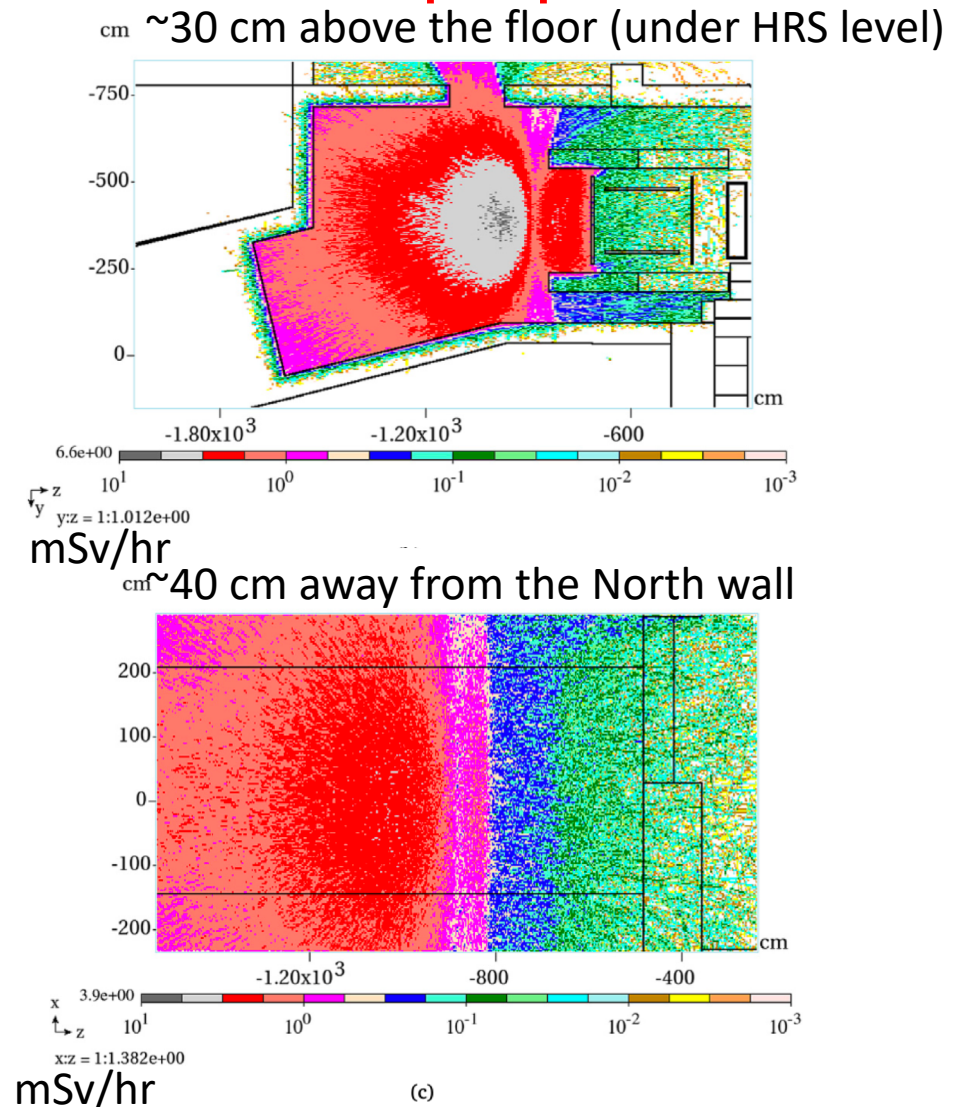 ~30 cm above the floor (under HRS level)
cm
-750
-500
-250
0
cm
-1.80x10³ -1.20x10³ -600
6.6e+00
10¹ 10⁰ 10⁻¹ 10⁻² 10⁻³
z
y
y:z = 1:1.012e+00
mSv/hr
~40 cm away from the North wall
cm
200
100
0
-100
-200
cm
-1.20x10³ -800 -400
3.9e+00
10¹ 10⁰ 10⁻¹ 10⁻² 10⁻³
x
z
x:z = 1:1.382e+00
mSv/hr
(c)